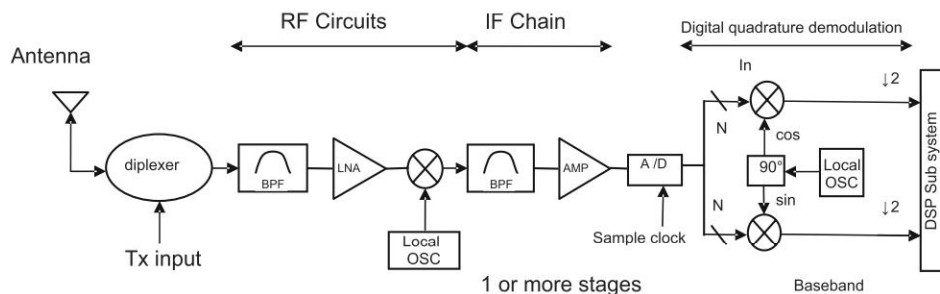 RF Circuits
IF Chain
Digital quadrature demodulation
Antenna
In
↓2
N
cos
diplexer
BPF
LNA
BPF
AMP
A /D
90°
Local
OSC
DSP Sub system
sin
N
↓2
Tx input
Local
OSC
Sample clock
1 or more stages
Baseband